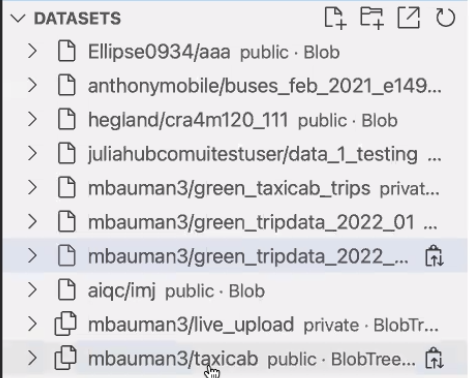 DATASETS
Ellipse0934/aaa public · Blob
anthonymobile/buses_feb_2021_e149...
hegland/cra4m120_111 public · Blob
juliahubcomuitestuser/data_1_testing ...
mbauman3/green_taxicab_trips privat...
mbauman3/green_tripdata_2022_01 ...
mbauman3/green_tripdata_2022_...
aiqc/imj public · Blob
mbauman3/live_upload private · BlobTr...
mbauman3/taxicab public · BlobTree...